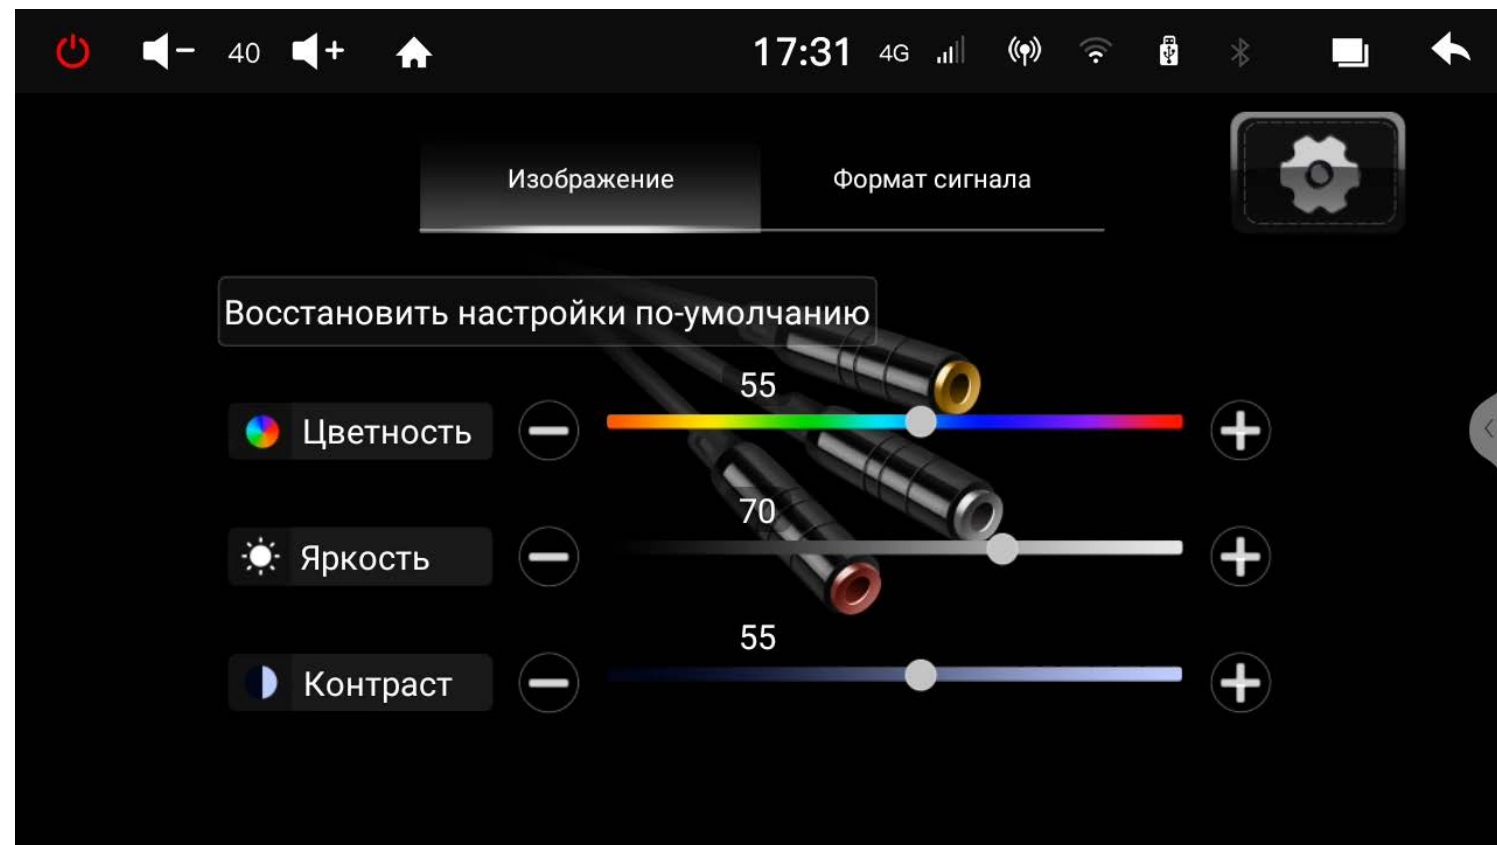 40 17:31 4G
Изображение Формат сигнала
Восстановить настройки по-умолчанию
55
Цветность
70
Яркость
55
Контраст